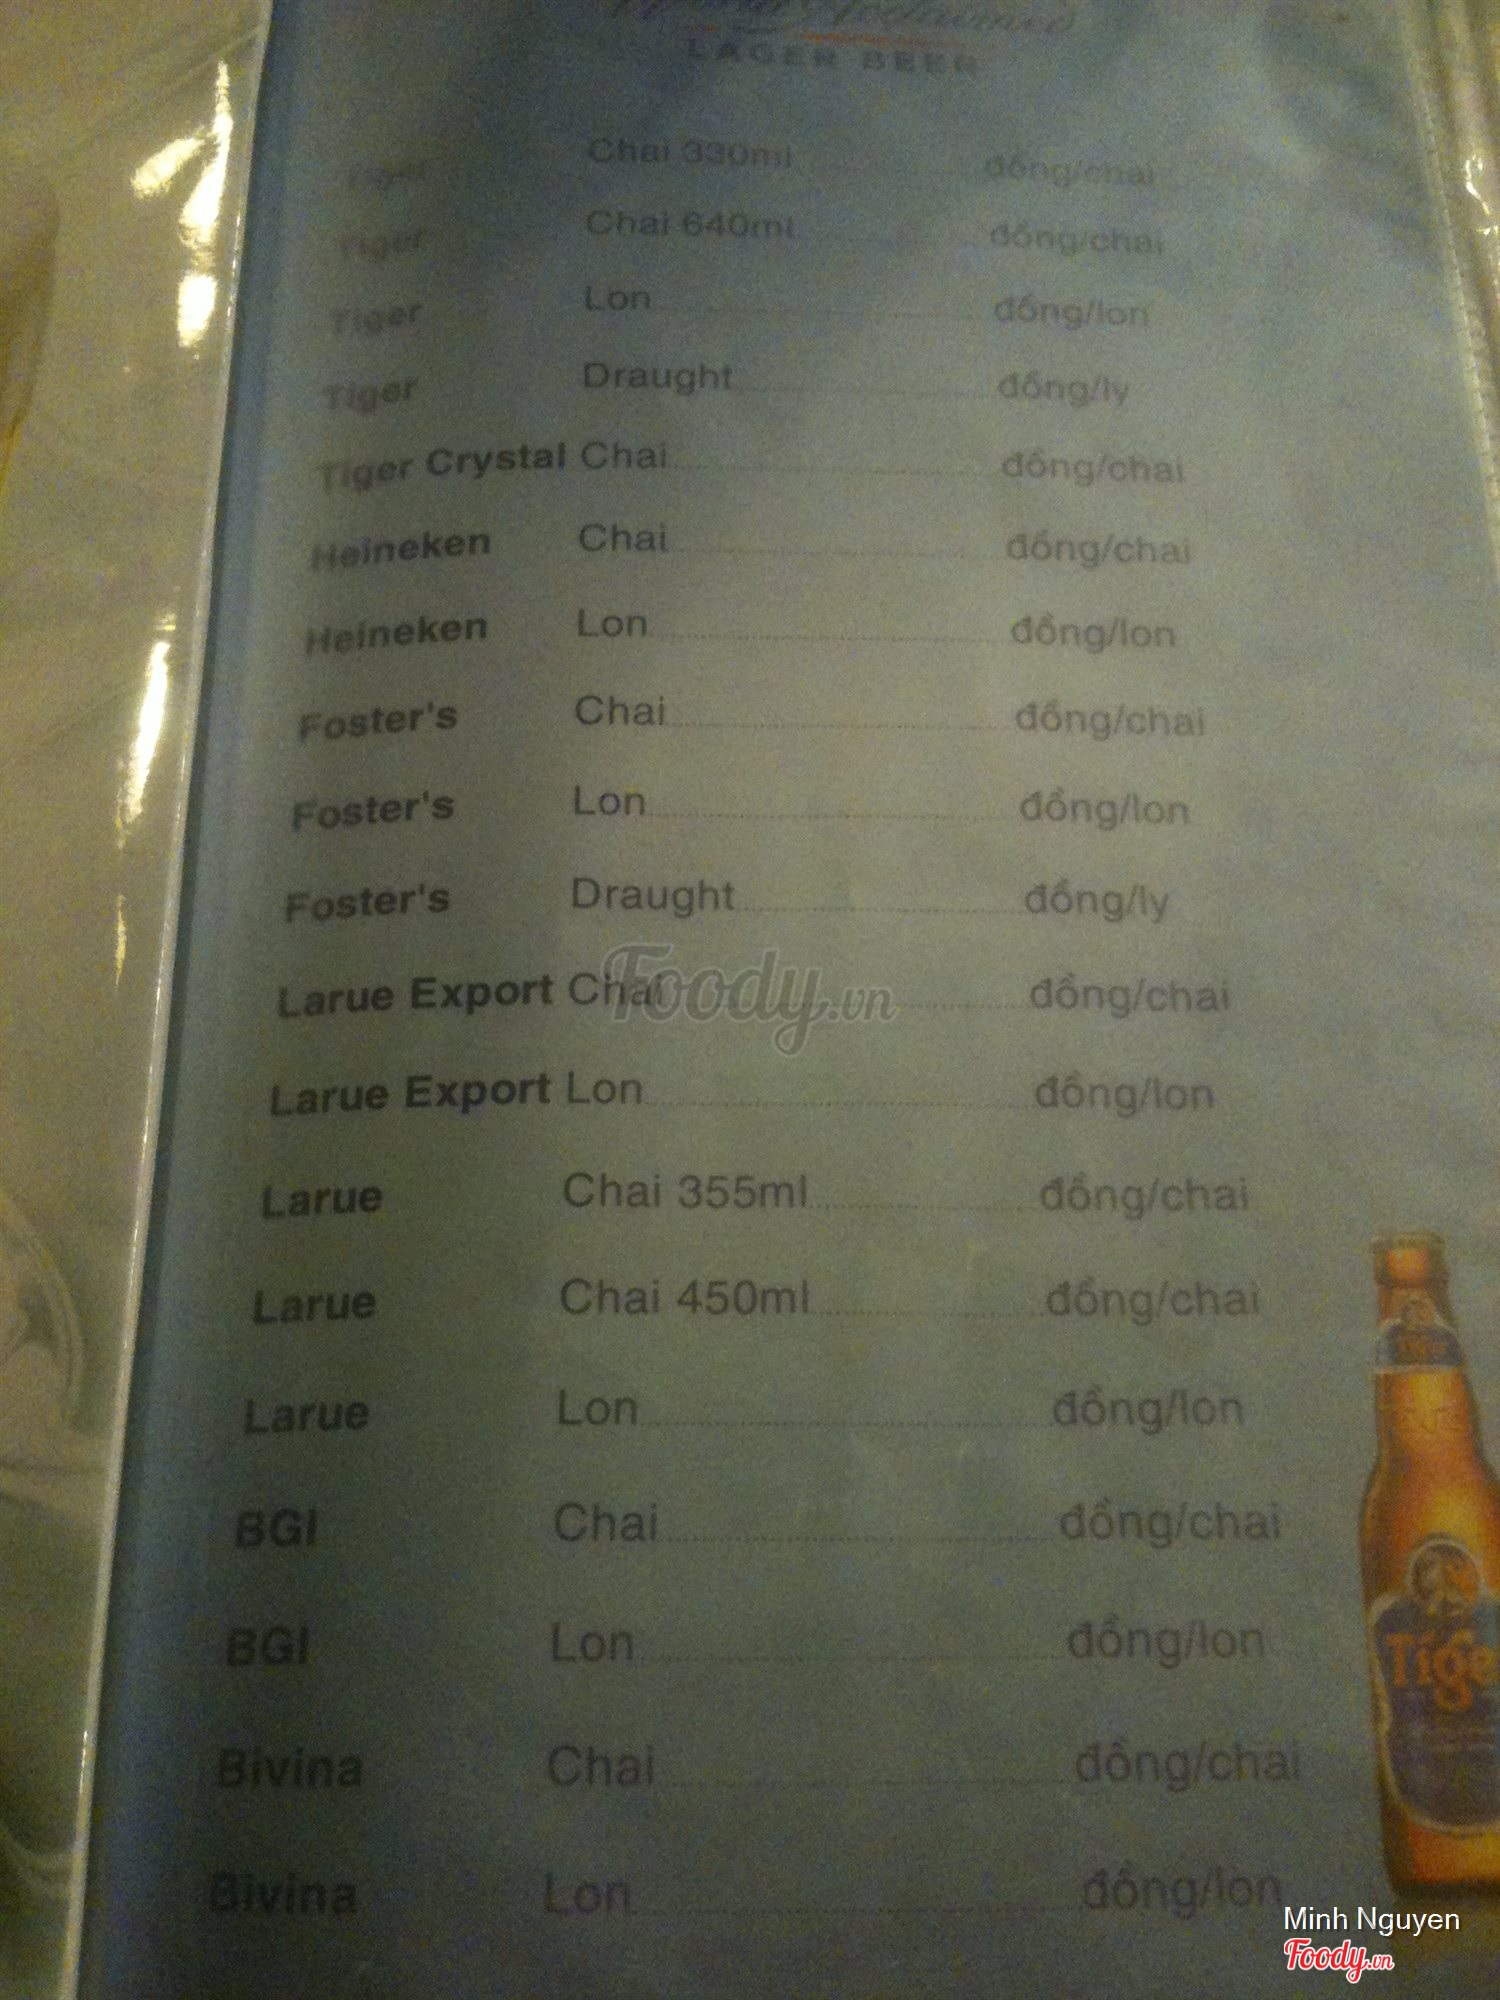 LAGER BEER
Tiger Chai 330ml đồng/chai
Tiger Chai 640ml đồng/chai
Tiger Lon đồng/lon
Tiger Draught đồng/ly
Tiger Crystal Chai đồng/chai
Heineken Chai đồng/chai
Heineken Lon đồng/lon
Foster's Chai đồng/chai
Foster's Lon đồng/lon
Foster's Draught đồng/ly
Larue Export Chai đồng/chai
Foody.vn
Larue Export Lon đồng/lon
Larue Chai 355ml đồng/chai
Larue Chai 450ml đồng/chai
Larue Lon đồng/lon
BGI Chai đồng/chai
BGI Lon đồng/lon
Tige
Bivina Chai đồng/chai
Bivina Lon đồng/lon
Minh Nguyen
Foody.vn